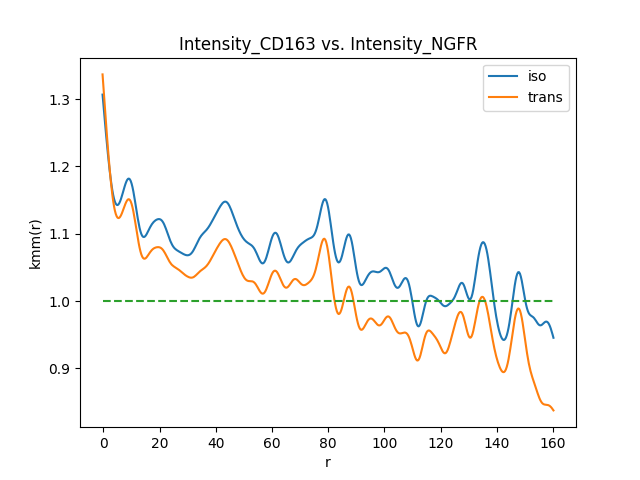 Intensity_CD163 vs. Intensity_NGFR
iso
trans
kmm(r)
1.3
1.2
1.1
1.0
0.9
0 20 40 60 80 100 120 140 160
r